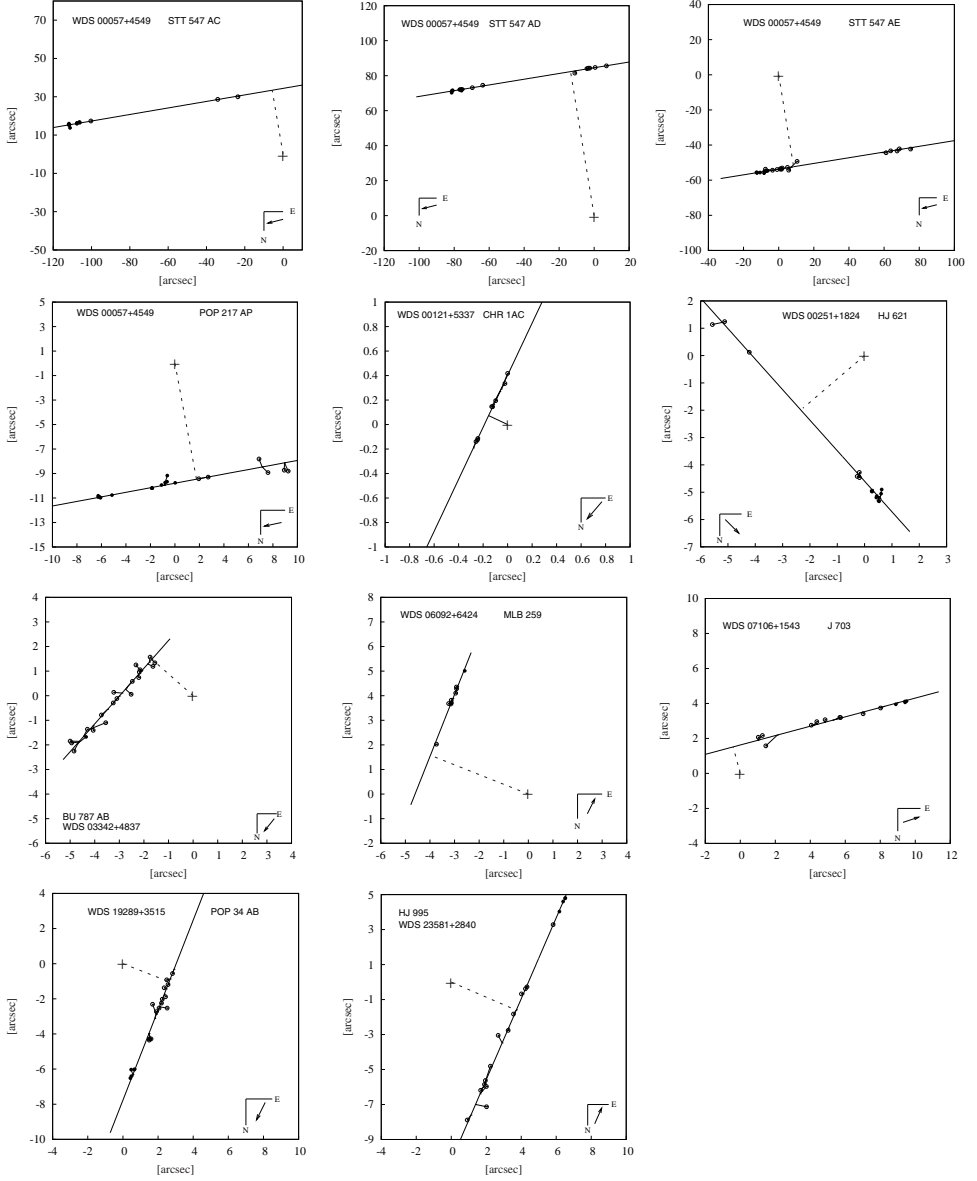 WDS 00057+4549 STT 547 AC
[arcsec]
80
60
40
20
0
E
N
30
10
-10
-30
-50
-120 -100 -80 -60 -40 -20 0
[arcsec]
WDS 00057+4549 STT 547 AD
[arcsec]
120
100
80
60
40
20
0
-20
E
N
-100 -80 -60 -40 -20 0 20
[arcsec]
WDS 00057+4549 STT 547 AE
[arcsec]
40
20
0
-20
-40
-60
-80
-100
E
N
-40 -20 0 20 40 60 80 100
[arcsec]
WDS 00057+4549 POP 217 AP
[arcsec]
5
3
1
-1
-3
-5
-7
-9
-11
-13
-15
E
N
-10 -8 -6 -4 -2 0 2 4 6 8 10
[arcsec]
WDS 00121+5337 CHR 1AC
[arcsec]
1
0.8
0.6
0.4
0.2
0
-0.2
-0.4
-0.6
-0.8
-1
E
N
-1 -0.8 -0.6 -0.4 -0.2 0 0.2 0.4 0.6 0.8 1
[arcsec]
WDS 00251+1824 HJ 621
[arcsec]
2
1
0
-1
-2
-3
-4
-5
-6
-7
E
N
-6 -5 -4 -3 -2 -1 0 1 2 3
[arcsec]
[arcsec]
4
3
2
1
0
-1
-2
-3
-4
-5
-6
BU 787 AB
WDS 03342+4837
E
N
-6 -5 -4 -3 -2 -1 0 1 2 3 4
[arcsec]
WDS 06092+6424 MLB 259
[arcsec]
8
7
6
5
4
3
2
1
0
-1
-2
E
N
-6 -5 -4 -3 -2 -1 0 1 2 3 4
[arcsec]
WDS 07106+1543 J 703
[arcsec]
10
8
6
4
2
0
-2
-4
E
N
-2 0 2 4 6 8 10 12
[arcsec]
WDS 19289+3515 POP 34 AB
[arcsec]
4
2
0
-2
-4
-6
-8
-10
E
N
-4 -2 0 2 4 6 8 10
[arcsec]
HJ 995
WDS 23581+2840
[arcsec]
5
3
1
-1
-3
-5
-7
-9
E
N
-4 -2 0 2 4 6 8 10
[arcsec]